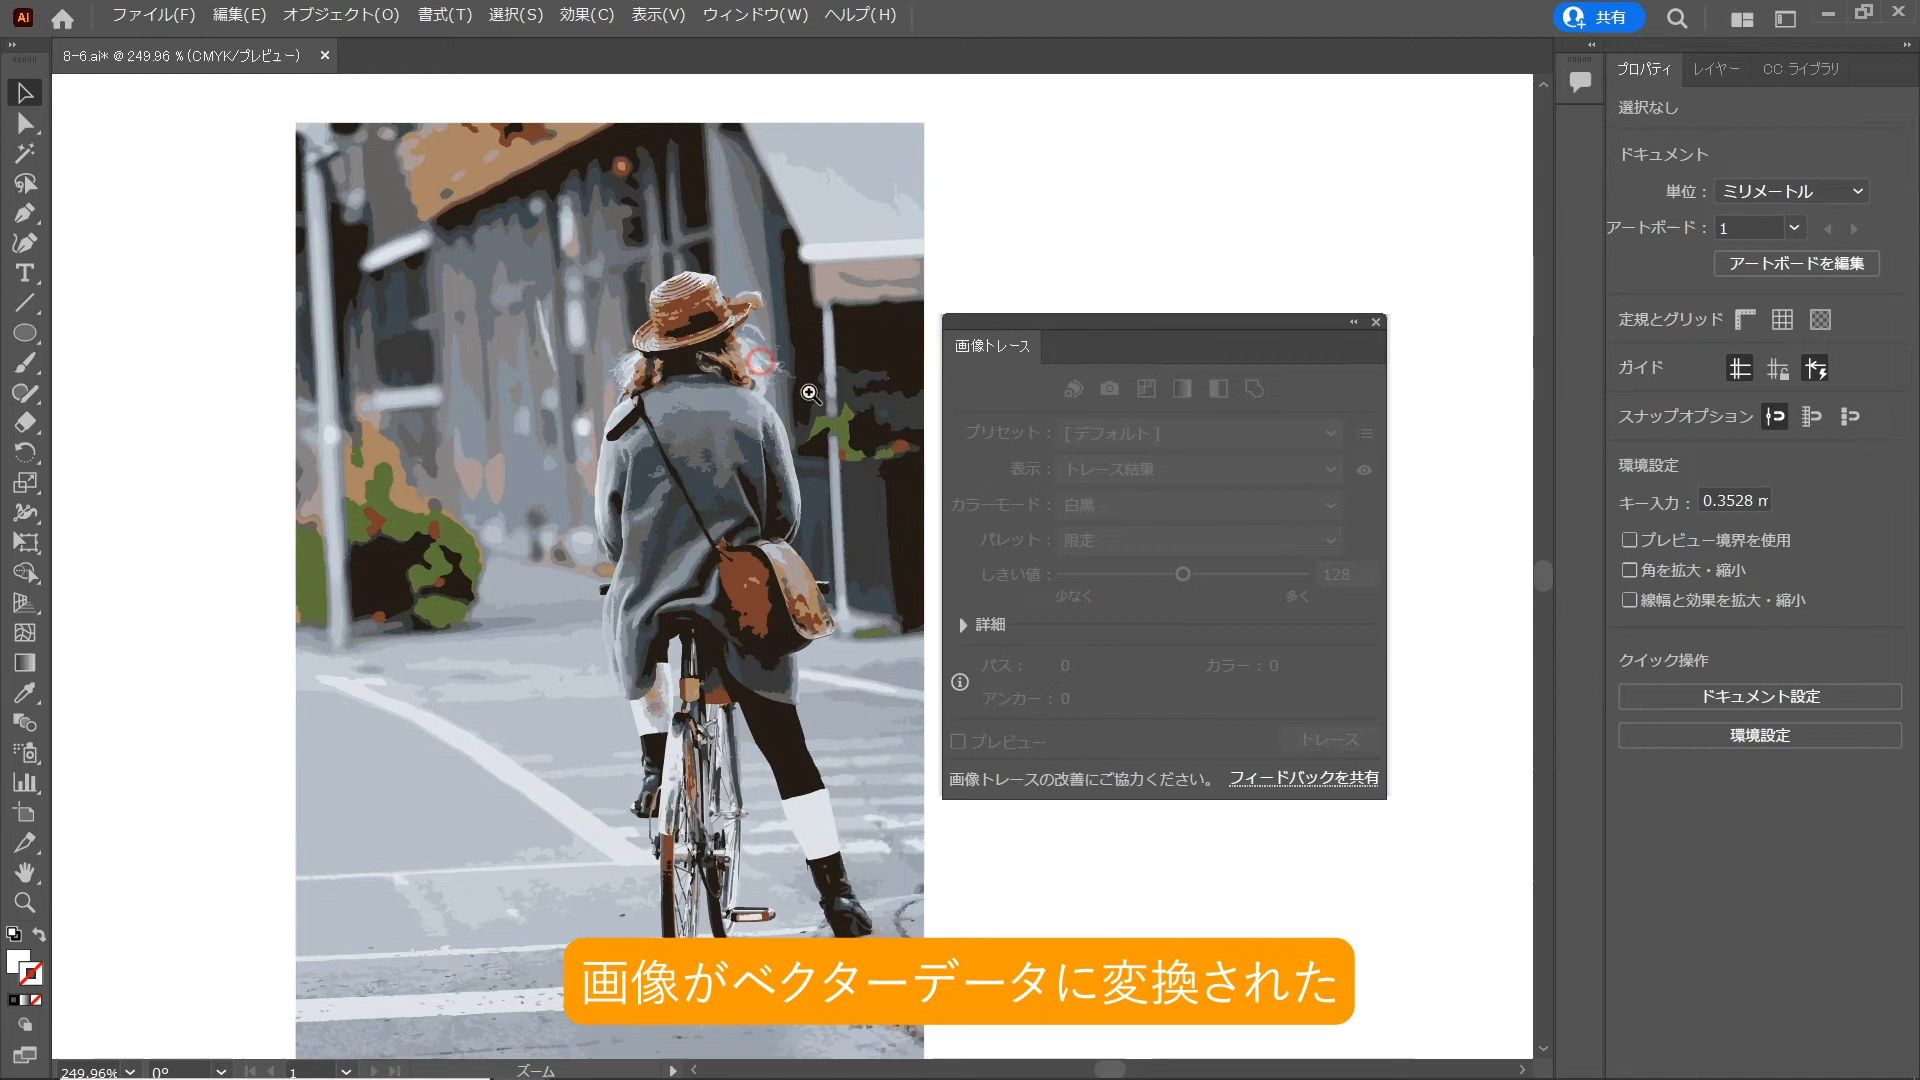 Ai ファイル(F) 編集(E) オブジェクト(O) 書式(T) 選択(S) 効果(C) 表示(V) ウィンドウ(W) ヘルプ(H) 共有
8-6.ai* @ 249.96 % (CMYK/プレビュー)
プロパティ レイヤー CC ライブラリ
選択なし
ドキュメント
単位： ミリメートル
アートボード： 1
アートボードを編集
定規とグリッド
ガイド
スナップオプション
環境設定
キー入力： 0.3528 m
プレビュー境界を使用
角を拡大・縮小
線幅と効果を拡大・縮小
クイック操作
ドキュメント設定
環境設定
画像トレース
プリセット： [ デフォルト ]
表示： トレース結果
カラーモード： 白黒
パレット： 限定
しきい値： 128
少なく 多く
詳細
パス： 0 カラー： 0
アンカー： 0
プレビュー トレース
画像トレースの改善にご協力ください。 フィードバックを共有
画像がベクターデータに変換された
249.96% 0° 1 ズーム